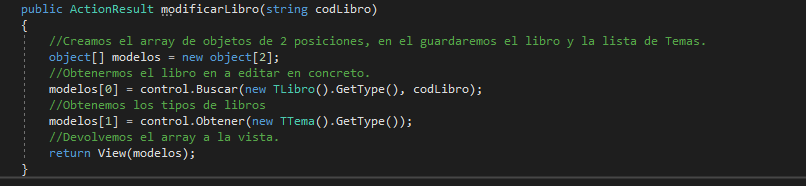 public ActionResult modificarLibro(string codLibro)
{
//Creamos el array de objetos de 2 posiciones, en el guardaremos el libro y la lista de Temas.
object[] modelos = new object[2];
//Obtenermos el libro en a editar en concreto.
modelos[0] = control.Buscar(new TLibro().GetType(), codLibro);
//Obtenemos los tipos de libros
modelos[1] = control.Obtener(new TTema().GetType());
//Devolvemos el array a la vista.
return View(modelos);
}